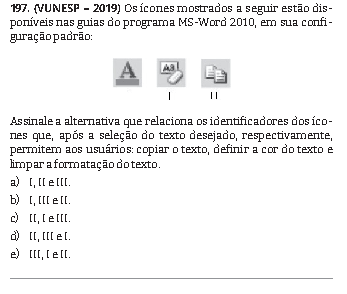 197. (VUNESP – 2019) Os ícones mostrados a seguir estão dis-
poníveis nas guias do programa MS-Word 2010, em sua confi-
guração padrão:
A Aa
I II
Assinale a alternativa que relaciona os identificadores dos íco-
nes que, após a seleção do texto desejado, respectivamente,
permitem aos usuários: copiar o texto, definir a cor do texto e
limpar a formatação do texto.
a) I, II e III.
b) I, III e II.
c) II, I e III.
d) II, III e I.
e) III, I e II.